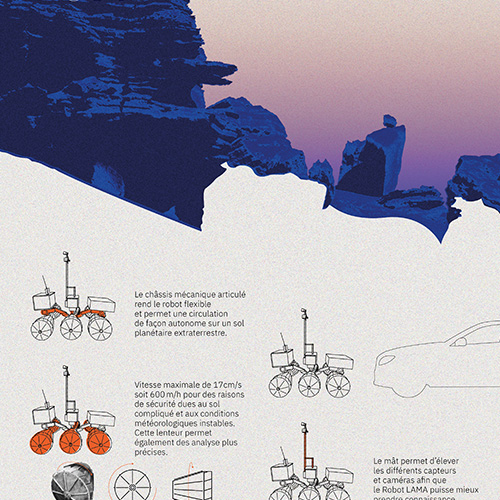 Le châssis mécanique articulé
rend le robot flexible
et permet une circulation
de façon autonome sur un sol
planétaire extraterrestre.
Vitesse maximale de 17cm/s
soit 600 m/h pour des raisons
de sécurité dues au sol
compliqué et aux conditions
météorologiques instables.
Cette lenteur permet
également des analyse plus
précises.
Le mât permet d'élever
les différents capteurs
et caméras afin que
le Robot LAMA puisse mieux
prendre connaissance